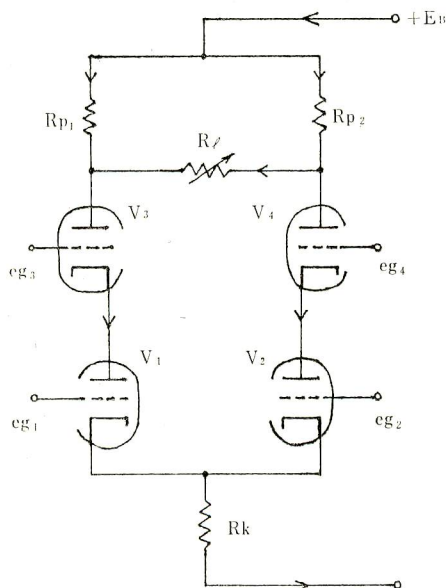 +E_B
Rp₁
Rp₂
Rℓ
V₃
V₄
eg₃
eg₄
V₁
V₂
eg₁
eg₂
Rk